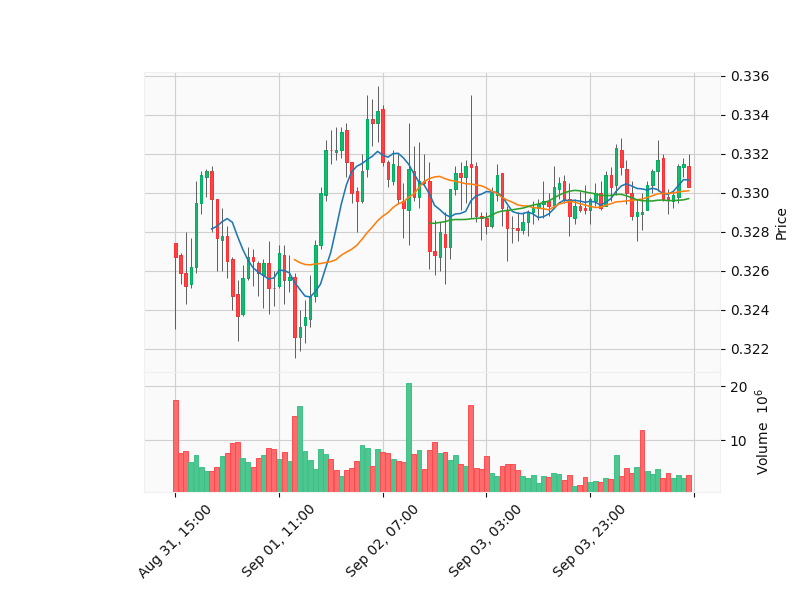 0.336
0.334
0.332
0.330
0.328
0.326
0.324
0.322
Price
20
10
Volume 10^6
Aug 31, 15:00
Sep 01, 11:00
Sep 02, 07:00
Sep 03, 03:00
Sep 03, 23:00